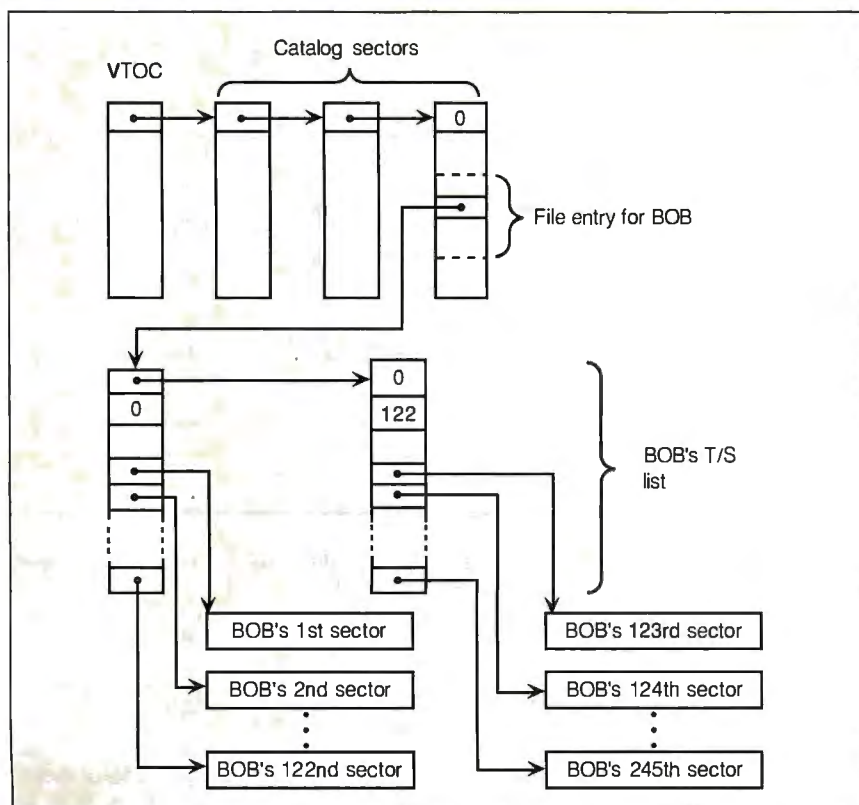 Catalog sectors
VTOC
0
File entry for BOB
0
0
122
BOB's T/S
list
BOB's 1st sector
BOB's 123rd sector
BOB's 2nd sector
BOB's 124th sector
BOB's 122nd sector
BOB's 245th sector